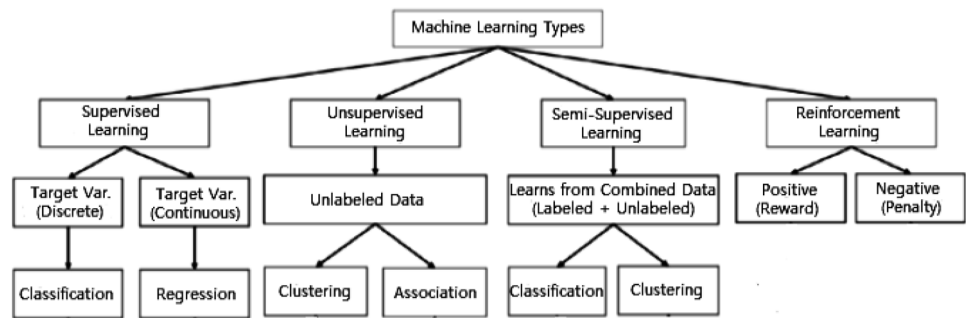 Machine Learning Types
Supervised
Learning
Unsupervised
Learning
Semi-Supervised
Learning
Reinforcement
Learning
Target Var.
(Discrete)
Target Var.
(Continuous)
Unlabeled Data
Learns from Combined Data
(Labeled + Unlabeled)
Positive
(Reward)
Negative
(Penalty)
Classification
Regression
Clustering
Association
Classification
Clustering